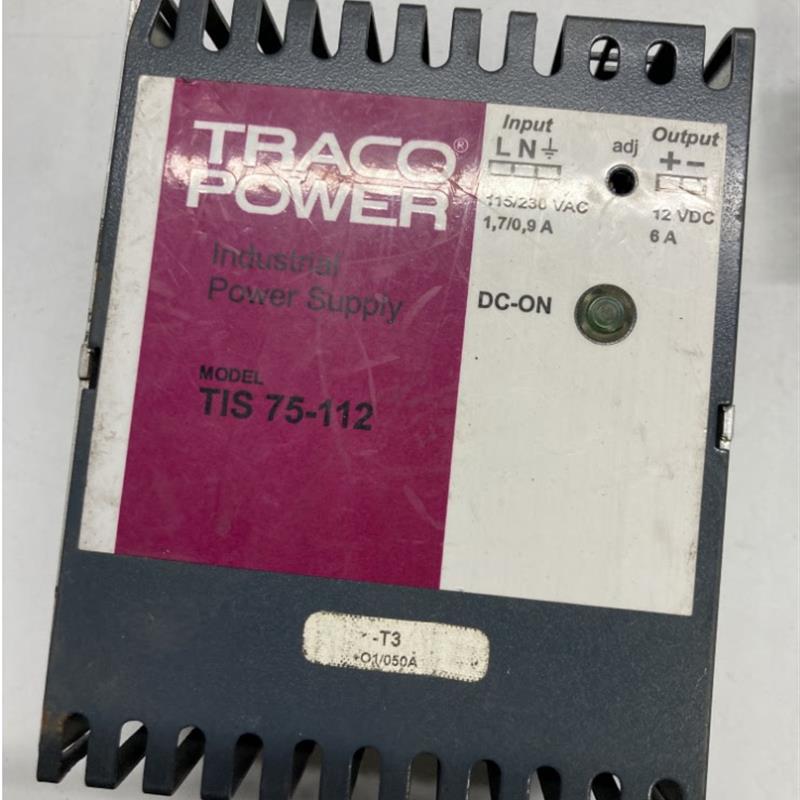 TRACO®
POWER
Industrial
Power Supply
MODEL
TIS 75-112
Input
L N
115/230 VAC
1,7/0,9 A
adj
Output
+ -
12 VDC
6 A
DC-ON
-T3
+O1/050A